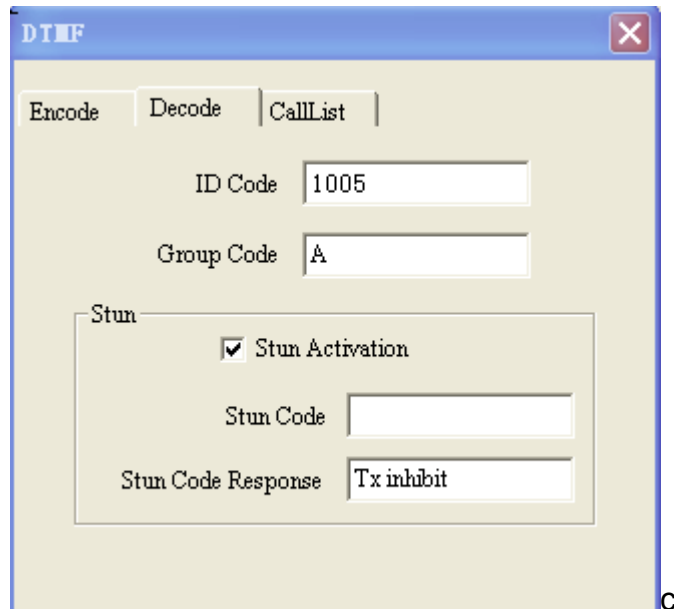 DTMF
Encode Decode CallList
ID Code 1005
Group Code A
Stun
Stun Activation
Stun Code
Stun Code Response Tx inhibit
c